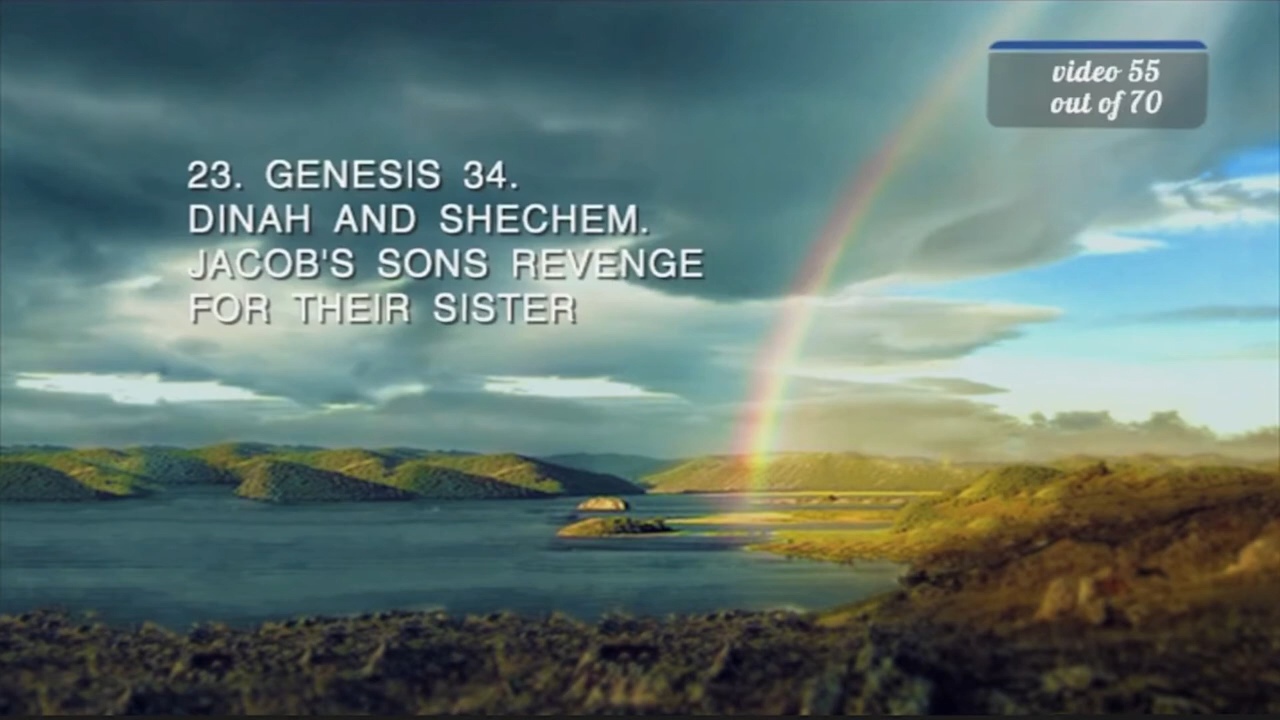 23. GENESIS 34.
DINAH AND SHECHEM.
JACOB'S SONS REVENGE
FOR THEIR SISTER
video 55
out of 70